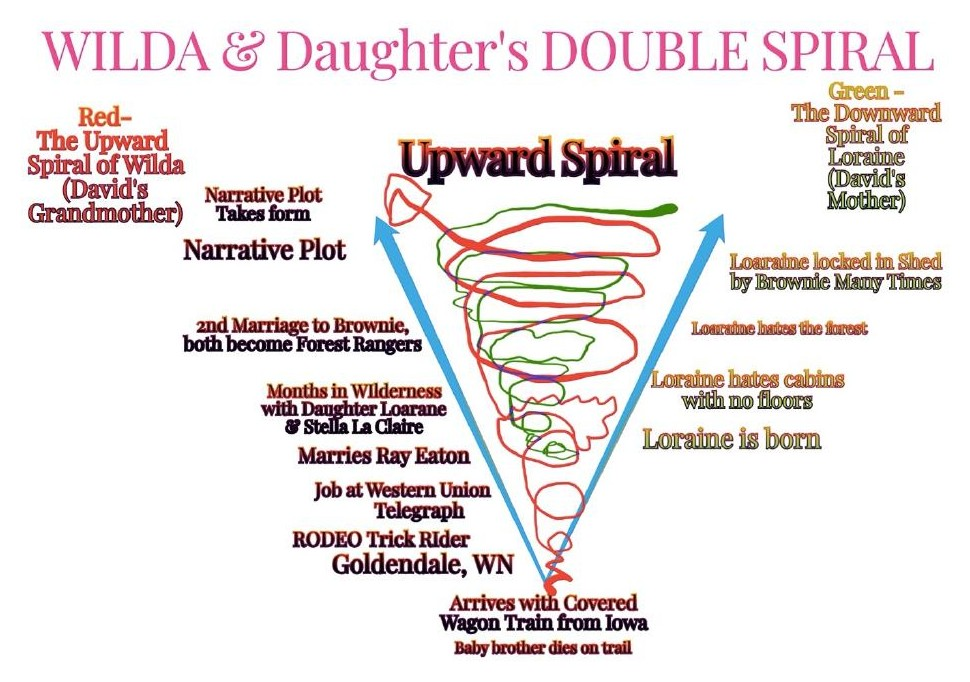 WILDA & Daughter's DOUBLE SPIRAL
Red-
The Upward
Spiral of Wilda
(David's
Grandmother)
Green -
The Downward
Spiral of
Loraine
(David's
Mother)
Upward Spiral
Narrative Plot
Takes form
Narrative Plot
2nd Marriage to Brownie,
both become Forest Rangers
Months in WIlderness
with Daughter Loarane
& Stella La Claire
Marries Ray Eaton
Job at Western Union
Telegraph
RODEO Trick RIder
Goldendale, WN
Loaraine locked in Shed
by Brownie Many Times
Loaraine hates the forest
Loraine hates cabins
with no floors
Loraine is born
Arrives with Covered
Wagon Train from Iowa
Baby brother dies on trail